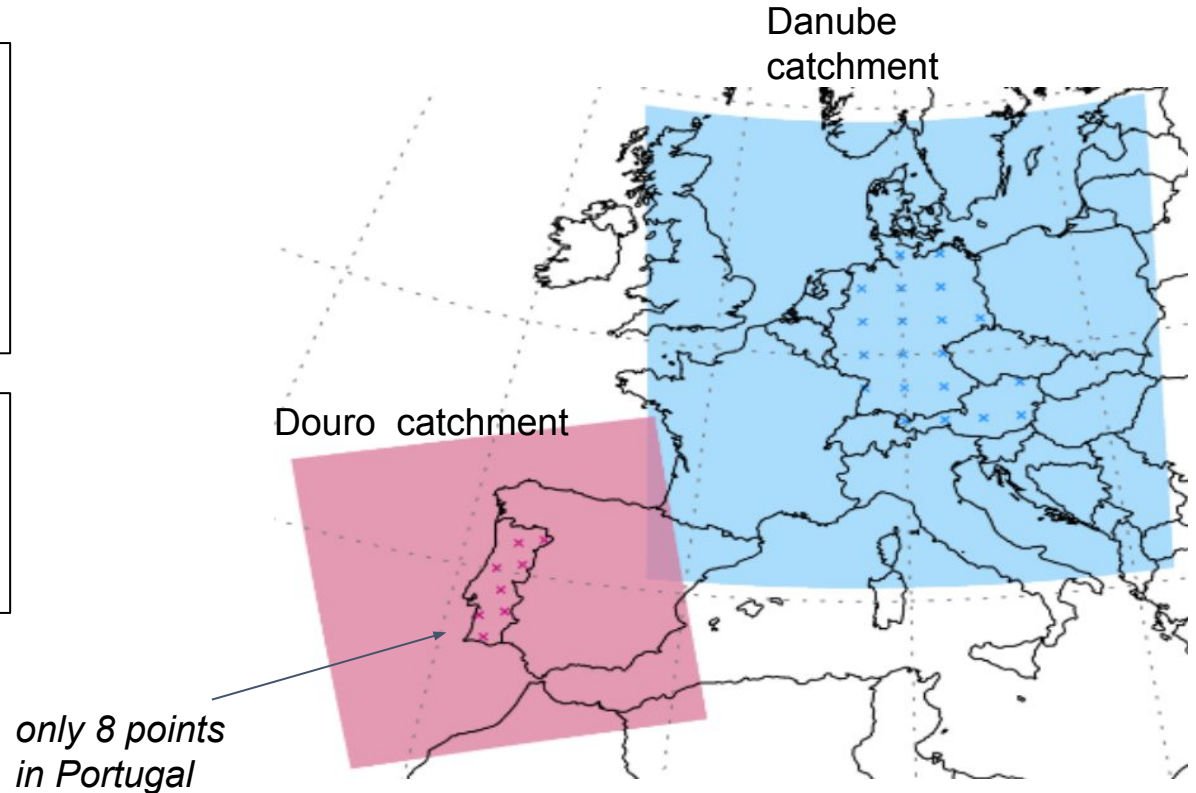 Danube
catchment
Douro catchment
only 8 points
in Portugal